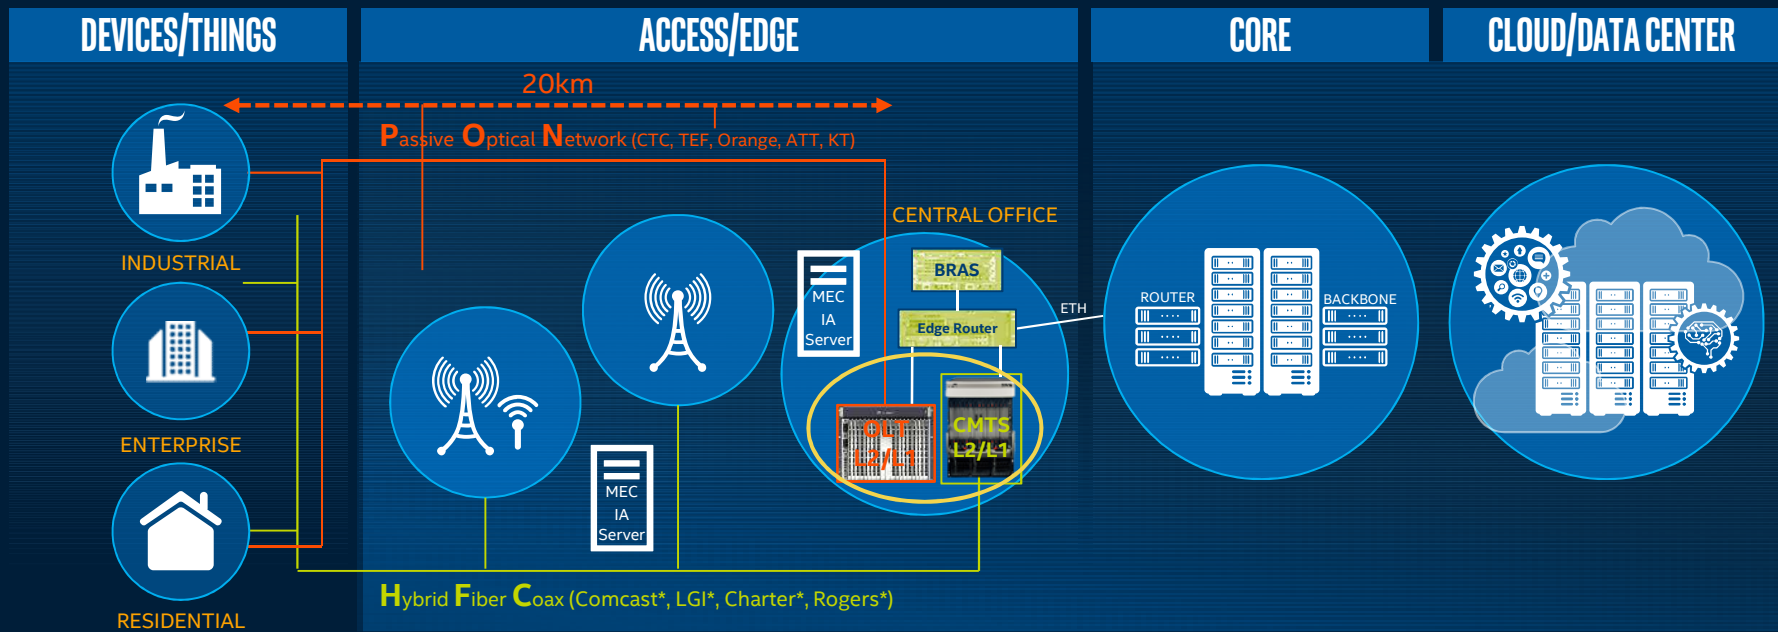 DEVICES/THINGS
ACCESS/EDGE
CORE
CLOUD/DATA CENTER
20km
Passive Optical Network (CTC, TEF, Orange, ATT, KT)
INDUSTRIAL
ENTERPRISE
RESIDENTIAL
CENTRAL OFFICE
BRAS
Edge Router
MEC
IA
Server
OLT
L2/L1
CMTS
L2/L1
MEC
IA
Server
ETH
ROUTER
BACKBONE
Hybrid Fiber Coax (Comcast*, LGI*, Charter*, Rogers*)